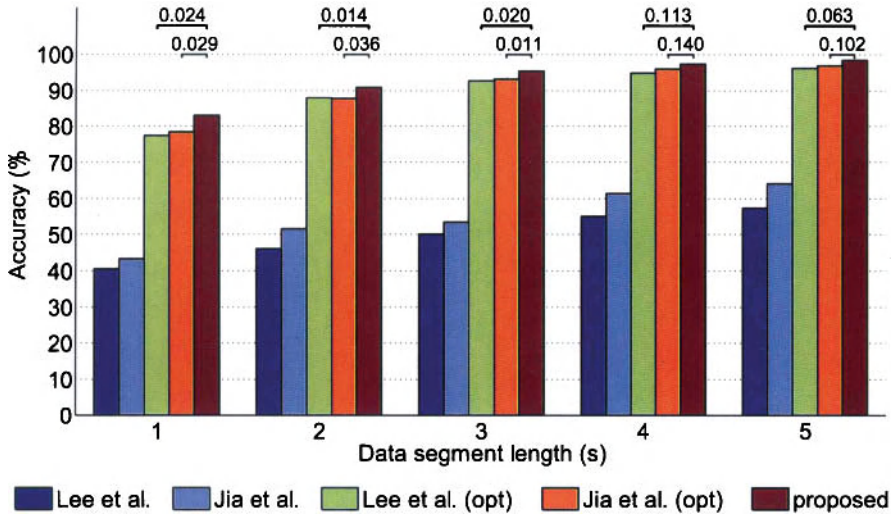 0.024 0.014 0.020 0.113 0.063
0.029 0.036 0.011 0.140 0.102
100
90
80
70
60
50
40
30
20
10
0
Accuracy (%
1 2 3 4 5
Data segment length (s)
Lee et al. Jia et al. Lee et al. (opt) Jia et al. (opt) proposed